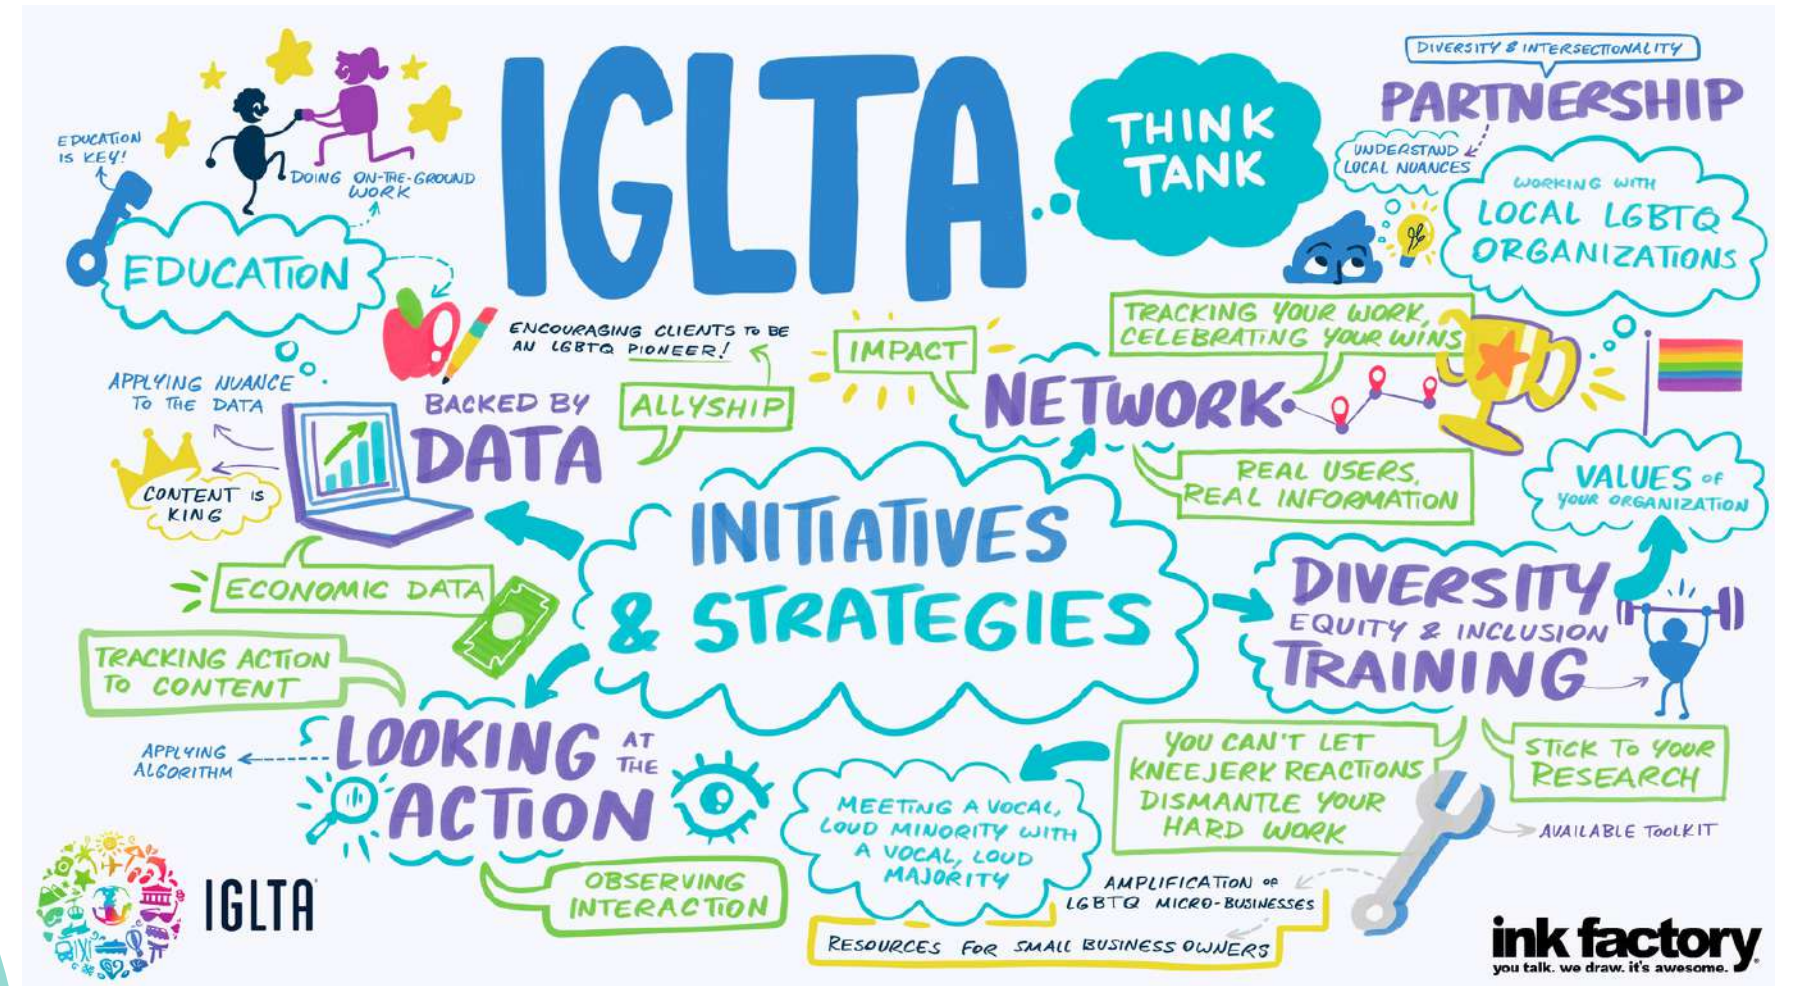 IGLTA
THINK
TANK
DIVERSITY & INTERSECTIONALITY
PARTNERSHIP
UNDERSTAND
LOCAL NUANCES
WORKING WITH
LOCAL LGBTQ
ORGANIZATIONS
EDUCATION
IS KEY!
DOING ON-THE-GROUND
WORK
EDUCATION
ENCOURAGING CLIENTS TO BE
AN LGBTQ PIONEER!
ALLYSHIP
IMPACT
TRACKING YOUR WORK,
CELEBRATING YOUR WINS
NETWORK
REAL USERS,
REAL INFORMATION
APPLYING NUANCE
TO THE DATA
BACKED BY
DATA
CONTENT IS
KING
ECONOMIC DATA
INITIATIVES
& STRATEGIES
VALUES OF
YOUR ORGANIZATION
DIVERSITY
EQUITY & INCLUSION
TRAINING
TRACKING ACTION
TO CONTENT
LOOKING AT
THE
ACTION
APPLYING
ALGORITHM
OBSERVING
INTERACTION
YOU CAN'T LET
KNEEJERK REACTIONS
DISMANTLE YOUR
HARD WORK
STICK TO YOUR
RESEARCH
MEETING A VOCAL,
LOUD MINORITY WITH
A VOCAL, LOUD
MAJORITY
AVAILABLE TOOLKIT
AMPLIFICATION OF
LGBTQ MICRO-BUSINESSES
RESOURCES FOR SMALL BUSINESS OWNERS
IGLTA
ink factory
you talk. we draw. it's awesome.